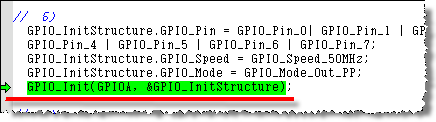 // 6)
GPIO_InitStructure.GPIO_Pin = GPIO_Pin_0| GPIO_Pin_1 | GP
GPIO_Pin_4 | GPIO_Pin_5 | GPIO_Pin_6 | GPIO_Pin_7;
GPIO_InitStructure.GPIO_Speed = GPIO_Speed_50MHz;
GPIO_InitStructure.GPIO_Mode = GPIO_Mode_Out_PP;
GPIO_Init(GPIOA, &GPIO_InitStructure);